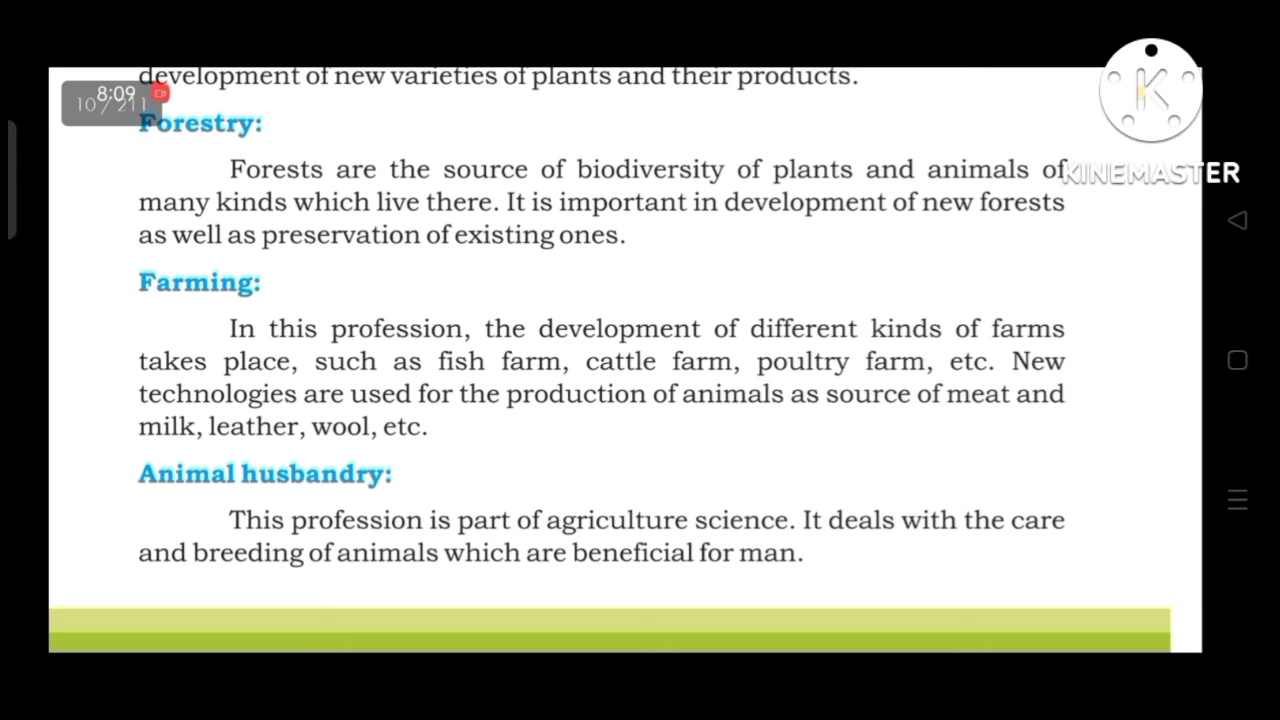 development of new varieties of plants and their products.
8:09
10 / 211
Forestry:
KINEMASTER
Forests are the source of biodiversity of plants and animals of
many kinds which live there. It is important in development of new forests
as well as preservation of existing ones.
Farming:
In this profession, the development of different kinds of farms
takes place, such as fish farm, cattle farm, poultry farm, etc. New
technologies are used for the production of animals as source of meat and
milk, leather, wool, etc.
Animal husbandry:
This profession is part of agriculture science. It deals with the care
and breeding of animals which are beneficial for man.